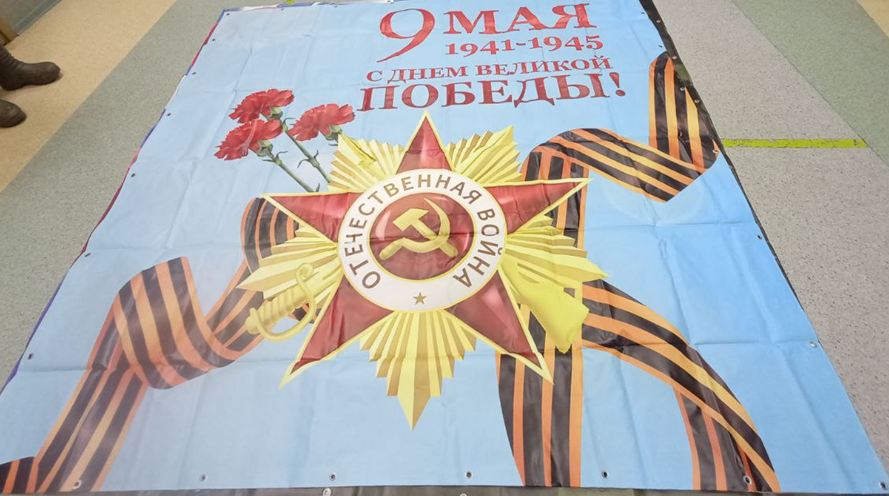 9 МАЯ
1941-1945
С ДНЕМ ВЕЛИКОЙ
ПОБЕДЫ!
ОТЕЧЕСТВЕННАЯ ВОЙНА